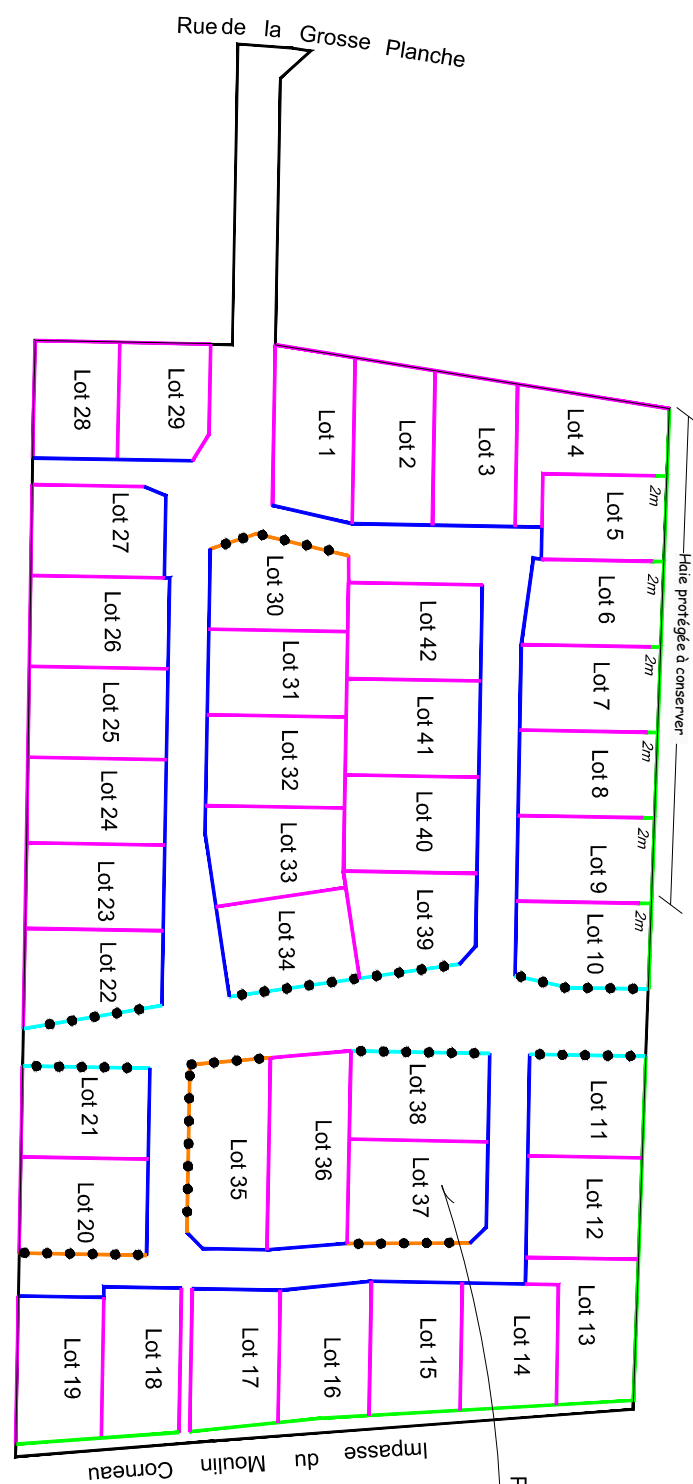 Rue de la Grosse Planche
Lot 28
Lot 29
Lot 1
Lot 2
Lot 3
Lot 4
2m
Lot 5
Haie protégée à conserver
Lot 27
Lot 30
2m
Lot 6
Lot 26
Lot 31
Lot 42
2m
Lot 7
Lot 25
Lot 32
Lot 41
2m
Lot 8
Lot 24
Lot 33
Lot 40
2m
Lot 9
Lot 23
Lot 34
Lot 39
2m
Lot 10
Lot 22
Lot 21
Lot 38
Lot 11
Lot 35
Lot 36
Lot 37
Lot 20
Lot 12
Lot 13
Lot 19
Lot 18
Lot 17
Lot 16
Lot 15
Lot 14
Impasse du Moulin Corneau